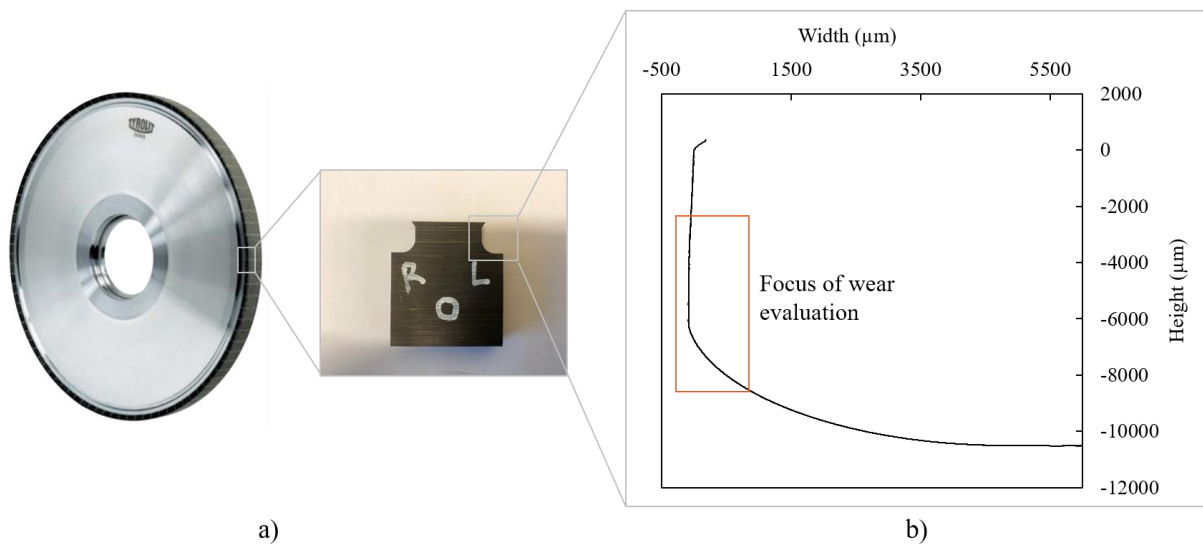 TYROLIT
R
L
O
a)
Width (µm)
-500 1500 3500 5500
2000
0
-2000
-4000
-6000
-8000
-10000
-12000
Height (µm)
Focus of wear
evaluation
b)